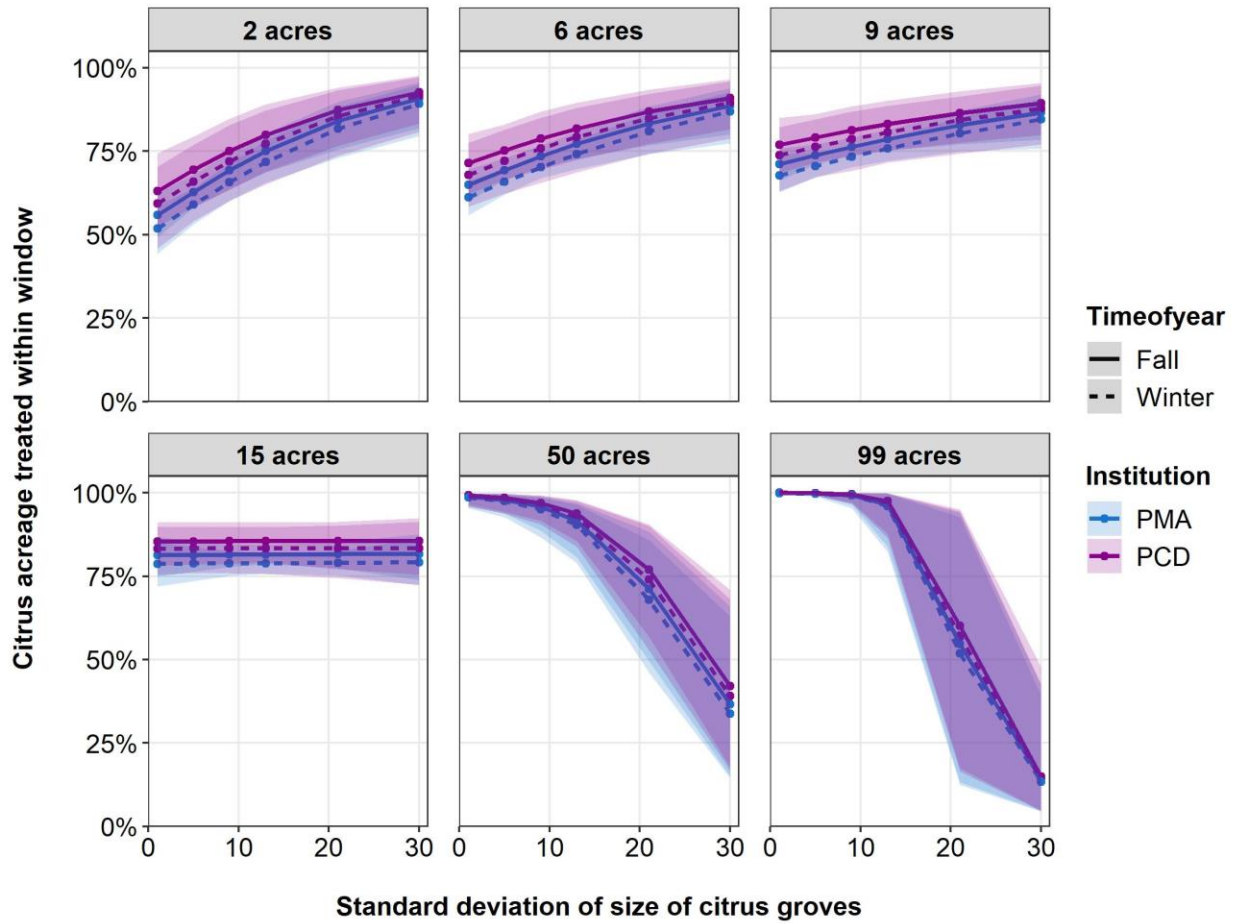 2 acres
6 acres
9 acres
100%
75%
50%
25%
0%
15 acres
50 acres
99 acres
100%
75%
50%
25%
0%
0 10 20 30
0 10 20 30
0 10 20 30
Standard deviation of size of citrus groves
Citrus acreage treated within window
Timeofyear
Fall
Winter
Institution
PMA
PCD